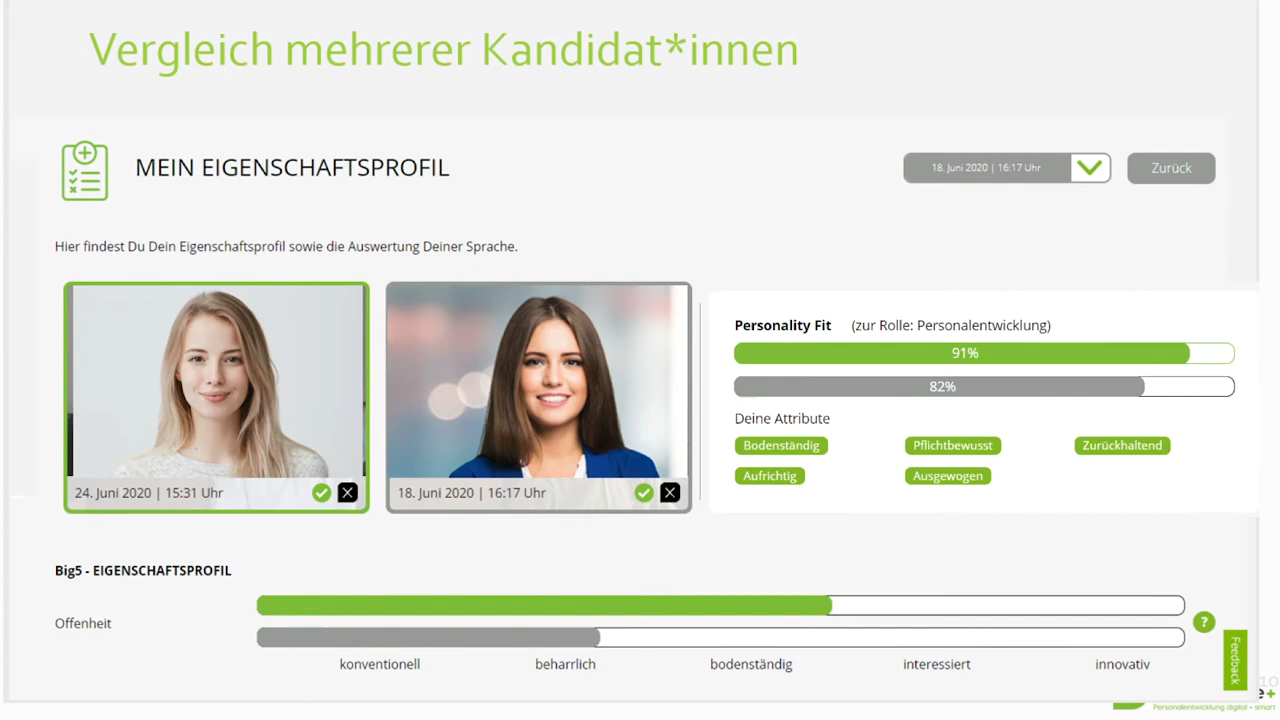 Vergleich mehrerer Kandidat*innen
MEIN EIGENSCHAFTSPROFIL
18. Juni 2020 | 16:17 Uhr
Zurück
Hier findest Du Dein Eigenschaftsprofil sowie die Auswertung Deiner Sprache.
24. Juni 2020 | 15:31 Uhr
18. Juni 2020 | 16:17 Uhr
Personality Fit (zur Rolle: Personalentwicklung)
91%
82%
Deine Attribute
Bodenständig Pflichtbewusst Zurückhaltend
Aufrichtig Ausgewogen
Big5 - EIGENSCHAFTSPROFIL
Offenheit
?
konventionell beharrlich bodenständig interessiert innovativ
Feedback
10
e+
Personalentwicklung digital + smart